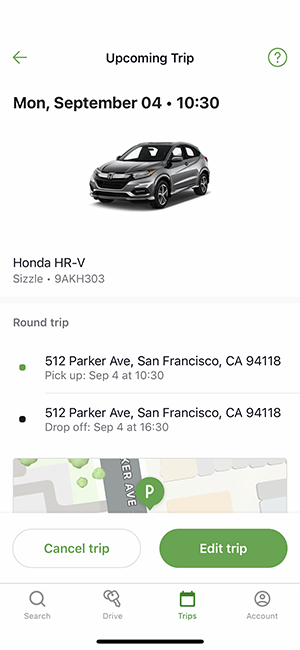 Upcoming Trip
?
Mon, September 04 • 10:30
Honda HR-V
Sizzle • 9AKH303
Round trip
512 Parker Ave, San Francisco, CA 94118
Pick up: Sep 4 at 10:30
512 Parker Ave, San Francisco, CA 94118
Drop off: Sep 4 at 16:30
KER AVE
P
Cancel trip
Edit trip
Search
Drive
Trips
Account